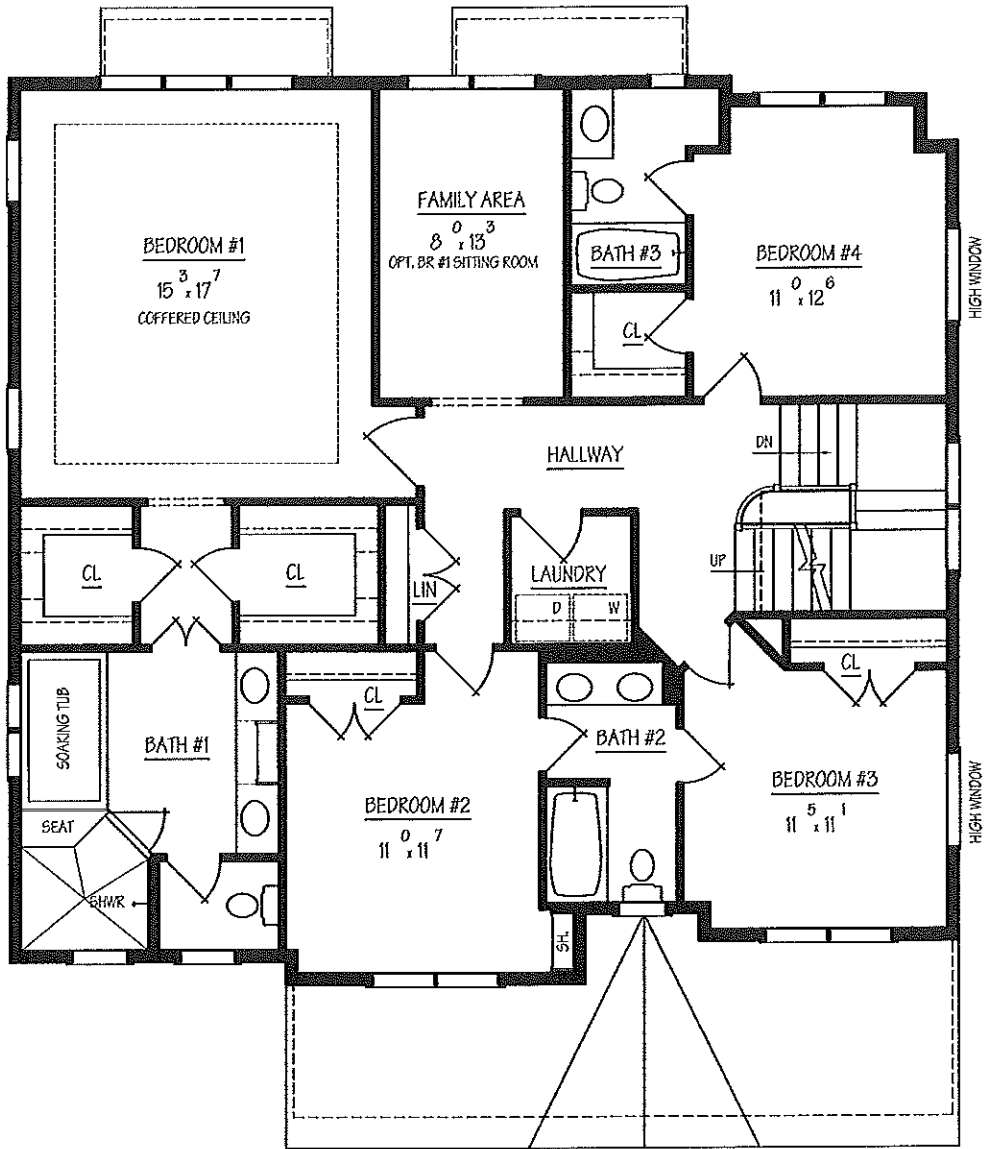 BEDROOM #1
15 3 x 17 7
COFFERED CEILING
FAMILY AREA
8 0 x 13 3
OPT. BR #1 SITTING ROOM
BATH #3
CL
BEDROOM #4
11 0 x 12 6
HIGH WINDOW
HALLWAY
DN
UP
CL
CL
LIN
LAUNDRY
D W
SOAKING TUB
BATH #1
SEAT
SHWR
CL
BEDROOM #2
11 0 x 11 7
SH.
BATH #2
CL
BEDROOM #3
11 5 x 11 1
HIGH WINDOW